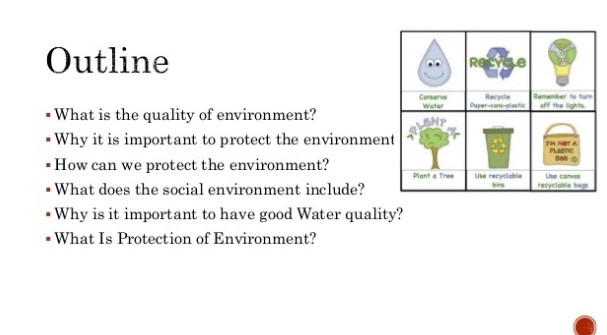 Outline
What is the quality of environment?
Why it is important to protect the environment
How can we protect the environment?
What does the social environment include?
Why is it important to have good Water quality?
What Is Protection of Environment?
RECYCLE
Conserve
Water
Recycle
Paper-cans-plastic
Remember to turn
off the lights.
PLANT A
Plant a Tree
Use recyclable
bins
I'M NOT A
PLASTIC
BAG
Use canvas
recyclable bags